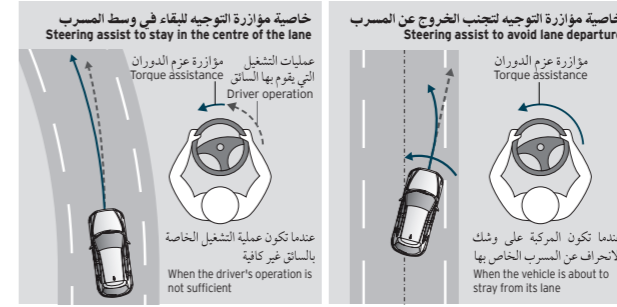 خاصية مؤازرة التوجيه للبقاء في وسط المسرب
Steering assist to stay in the centre of the lane
مؤازرة عزم الدوران
Torque assistance
عمليات التشغيل
التي يقوم بها السائق
Driver operation
عندما تكون عملية التشغيل الخاصة
بالسائق غير كافية
When the driver's operation is
not sufficient
خاصية مؤازرة التوجيه لتجنب الخروج عن المسرب
Steering assist to avoid lane departure
مؤازرة عزم الدوران
Torque assistance
عندما تكون المركبة على وشك
الانحراف عن المسرب الخاص بها
When the vehicle is about to
stray from its lane